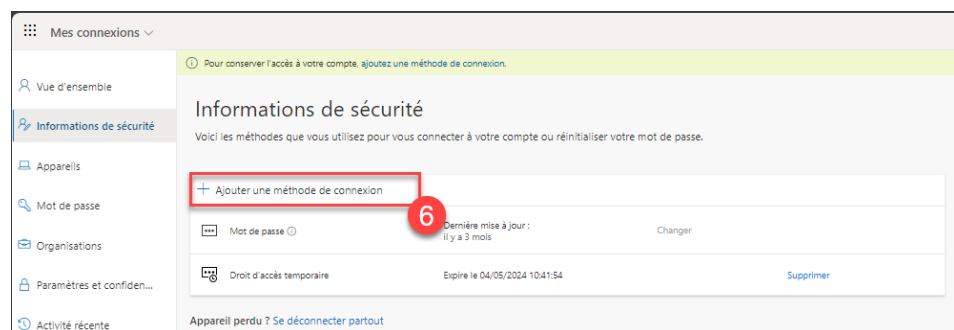 Mes connexions
Pour conserver l'accès à votre compte, ajoutez une méthode de connexion.
Vue d'ensemble
Informations de sécurité
Appareils
Mot de passe
Organisations
Paramètres et confiden...
Activité récente
Informations de sécurité
Voici les méthodes que vous utilisez pour vous connecter à votre compte ou réinitialiser votre mot de passe.
+ Ajouter une méthode de connexion
6
Mot de passe
Dernière mise à jour :
il y a 3 mois
Changer
Droit d'accès temporaire
Expire le 04/05/2024 10:41:54
Supprimer
Appareil perdu ? Se déconnecter partout